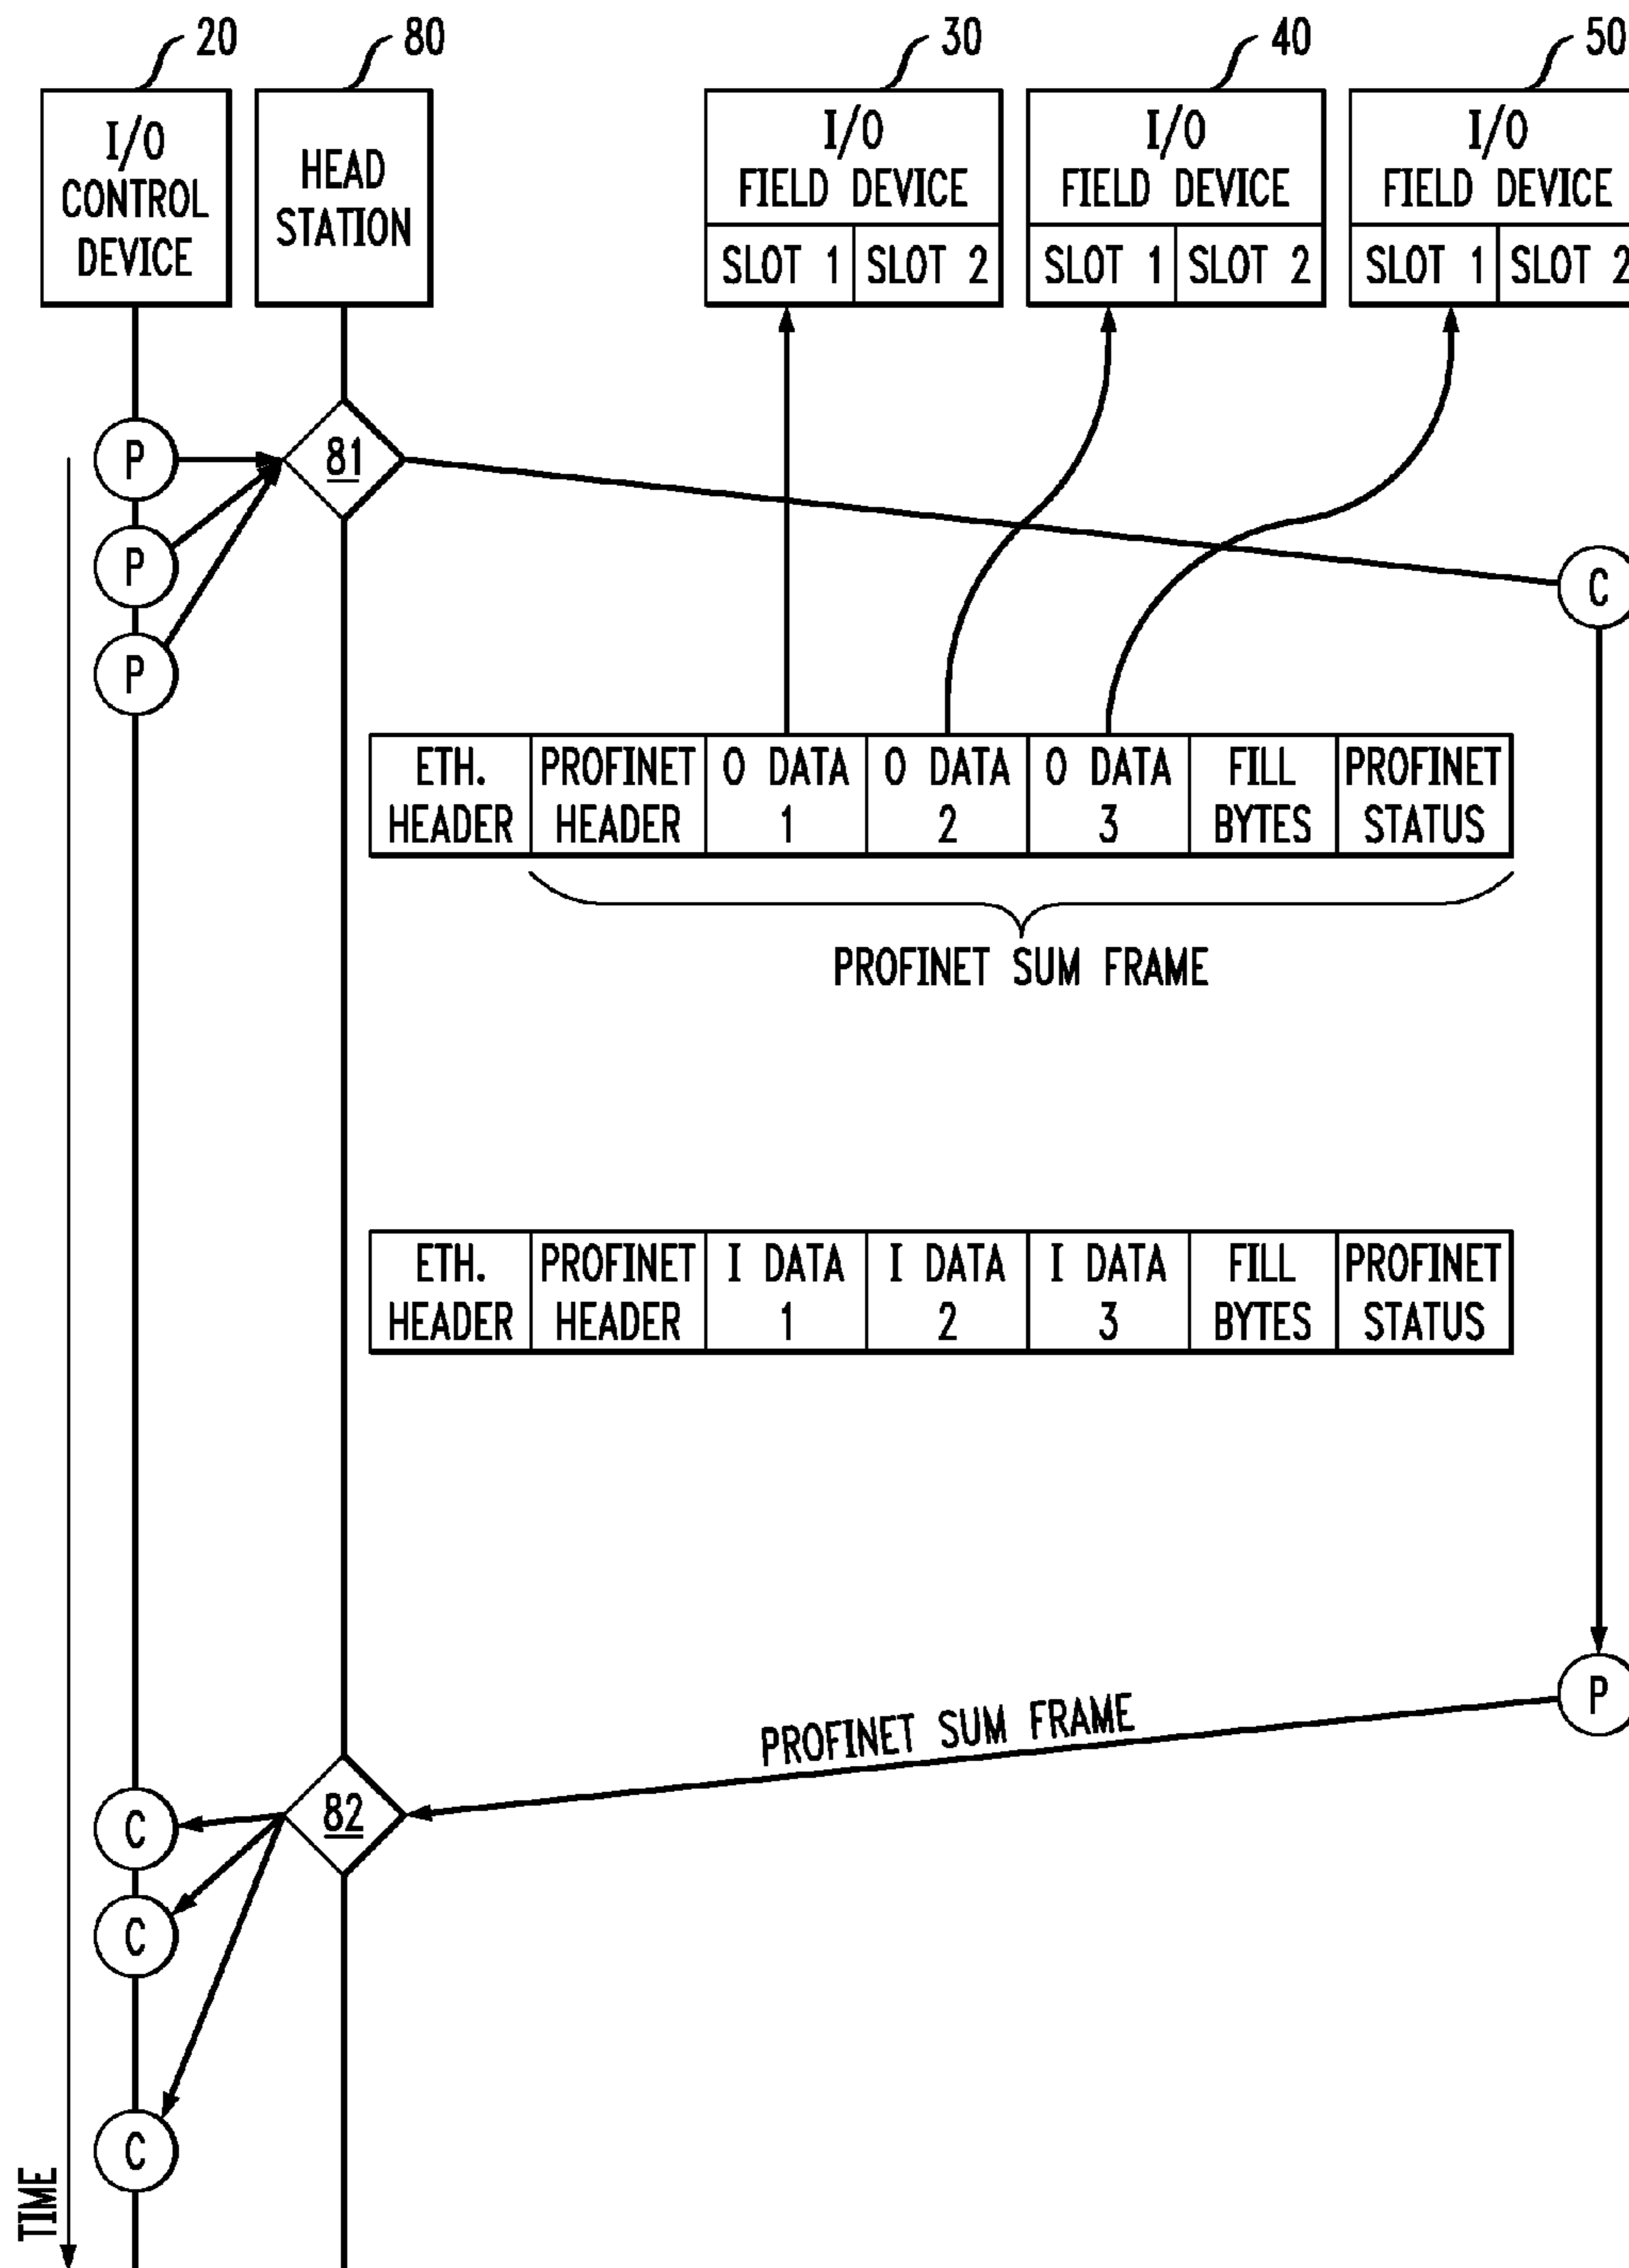 20
80
30
40
50
I/O
CONTROL
DEVICE
HEAD
STATION
I/O
FIELD DEVICE
SLOT 1
SLOT 2
I/O
FIELD DEVICE
SLOT 1
SLOT 2
I/O
FIELD DEVICE
SLOT 1
SLOT 2
P
81
P
C
P
ETH.
HEADER
PROFINET
HEADER
O DATA
1
O DATA
2
O DATA
3
FILL
BYTES
PROFINET
STATUS
PROFINET SUM FRAME
ETH.
HEADER
PROFINET
HEADER
I DATA
1
I DATA
2
I DATA
3
FILL
BYTES
PROFINET
STATUS
P
PROFINET SUM FRAME
82
C
C
C
TIME